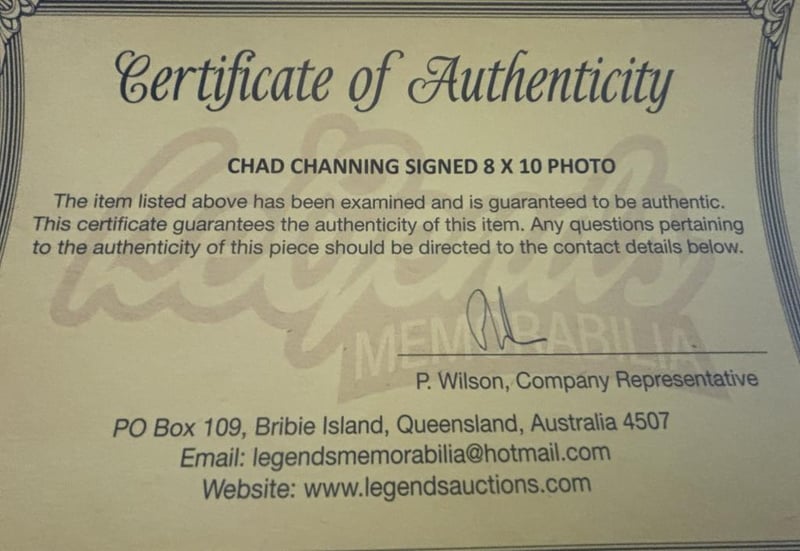 Certificate of Authenticity
CHAD CHANNING SIGNED 8 X 10 PHOTO
The item listed above has been examined and is guaranteed to be authentic.
This certificate guarantees the authenticity of this item. Any questions pertaining
to the authenticity of this piece should be directed to the contact details below.
Legends
MEMORABILIA
P. Wilson, Company Representative
PO Box 109, Bribie Island, Queensland, Australia 4507
Email: legendsmemorabilia@hotmail.com
Website: www.legendsauctions.com